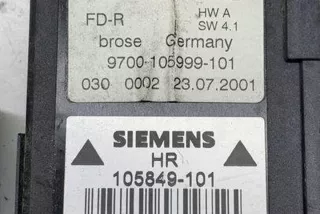 FD-R HW A
SW 4.1
brose Germany
9700-105999-101
030 0002 23.07.2001
SIEMENS
HR
105849-101